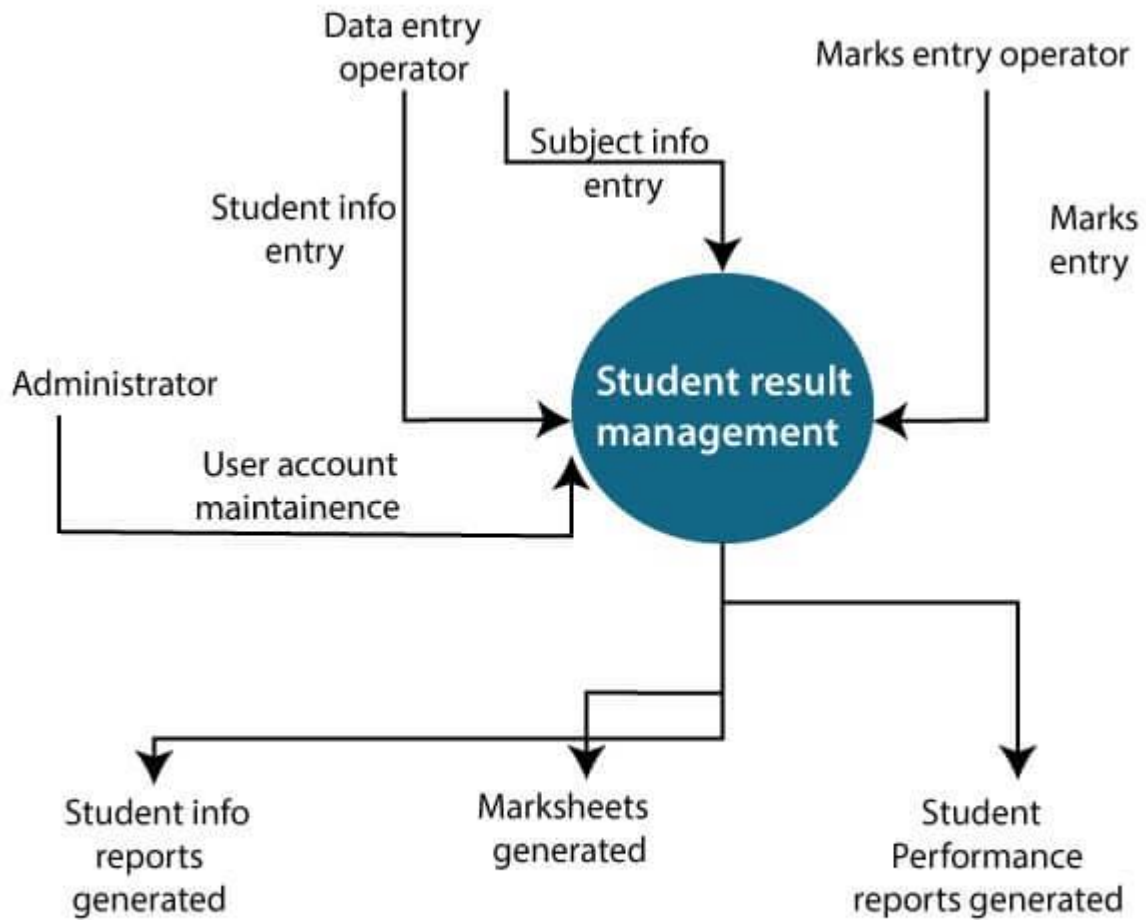 Data entry
operator
Marks entry operator
Subject info
entry
Student info
entry
Marks
entry
Student result
management
Administrator
User account
maintainence
Student info
reports
generated
Marksheets
generated
Student
Performance
reports generated